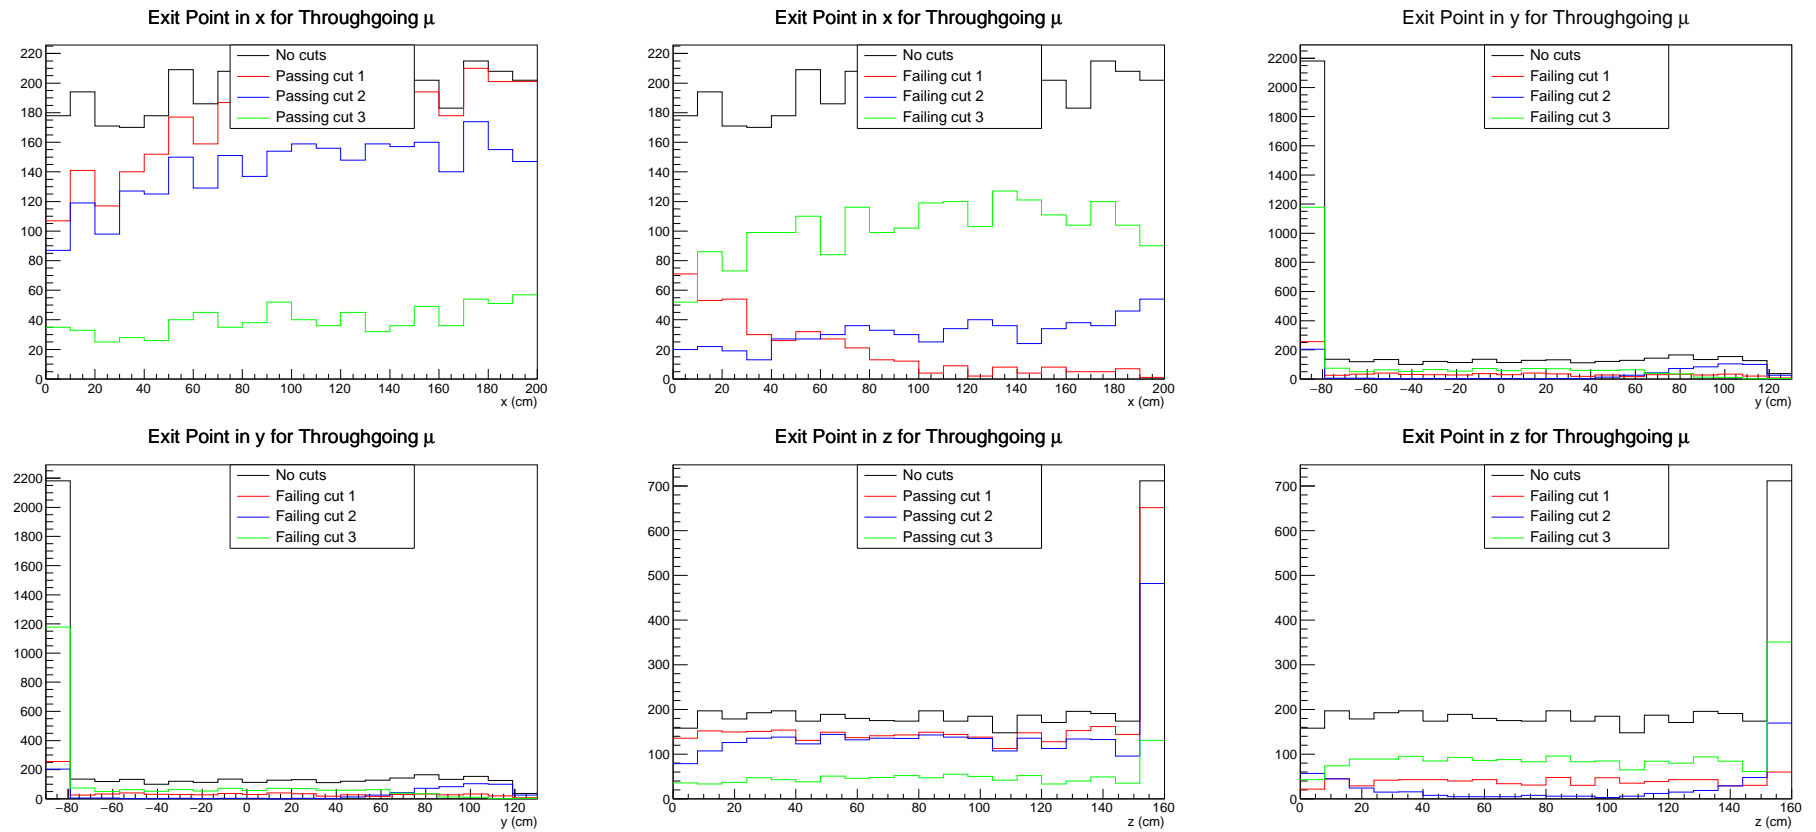 Exit Point in x for Throughgoing μ
No cuts
Passing cut 1
Passing cut 2
Passing cut 3
220
200
180
160
140
120
100
80
60
40
20
0
0 20 40 60 80 100 120 140 160 180 200
x (cm)
Exit Point in x for Throughgoing μ
No cuts
Failing cut 1
Failing cut 2
Failing cut 3
220
200
180
160
140
120
100
80
60
40
20
0
0 20 40 60 80 100 120 140 160 180 200
x (cm)
Exit Point in y for Throughgoing μ
No cuts
Failing cut 1
Failing cut 2
Failing cut 3
2200
2000
1800
1600
1400
1200
1000
800
600
400
200
0
−80 −60 −40 −20 0 20 40 60 80 100 120
y (cm)
Exit Point in y for Throughgoing μ
No cuts
Failing cut 1
Failing cut 2
Failing cut 3
2200
2000
1800
1600
1400
1200
1000
800
600
400
200
0
−80 −60 −40 −20 0 20 40 60 80 100 120
y (cm)
Exit Point in z for Throughgoing μ
No cuts
Passing cut 1
Passing cut 2
Passing cut 3
700
600
500
400
300
200
100
0
0 20 40 60 80 100 120 140 160
z (cm)
Exit Point in z for Throughgoing μ
No cuts
Failing cut 1
Failing cut 2
Failing cut 3
700
600
500
400
300
200
100
0
0 20 40 60 80 100 120 140 160
z (cm)